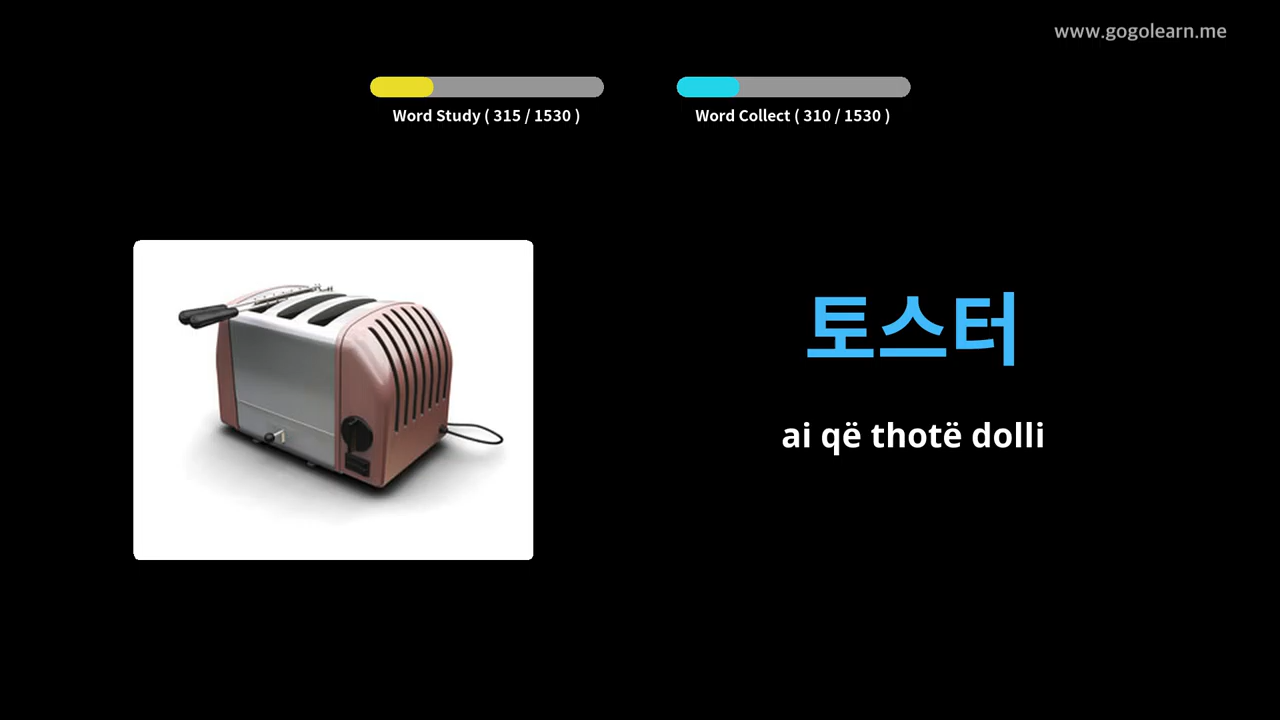 www.gogolearn.me
Word Study ( 315 / 1530 )
Word Collect ( 310 / 1530 )
토스터
ai që thotë dolli